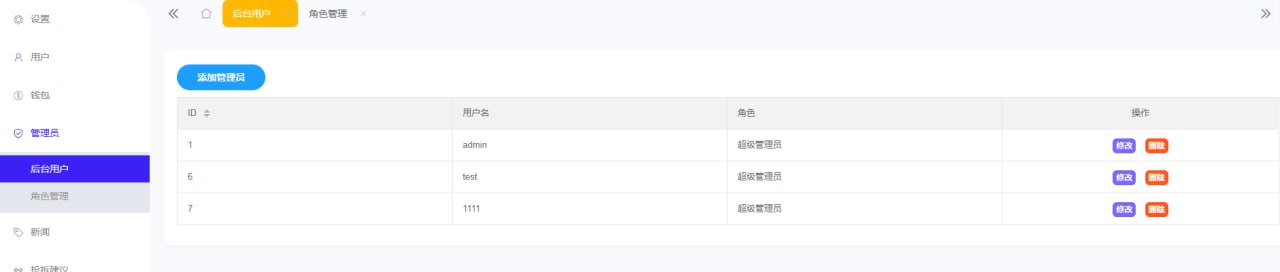 设置
用户
钱包
管理员
后台用户
角色管理
新闻
投拆建议
后台用户 角色管理
添加管理员
ID 用户名 角色 操作
1 admin 超级管理员 修改 删除
6 test 超级管理员 修改 删除
7 1111 超级管理员 修改 删除